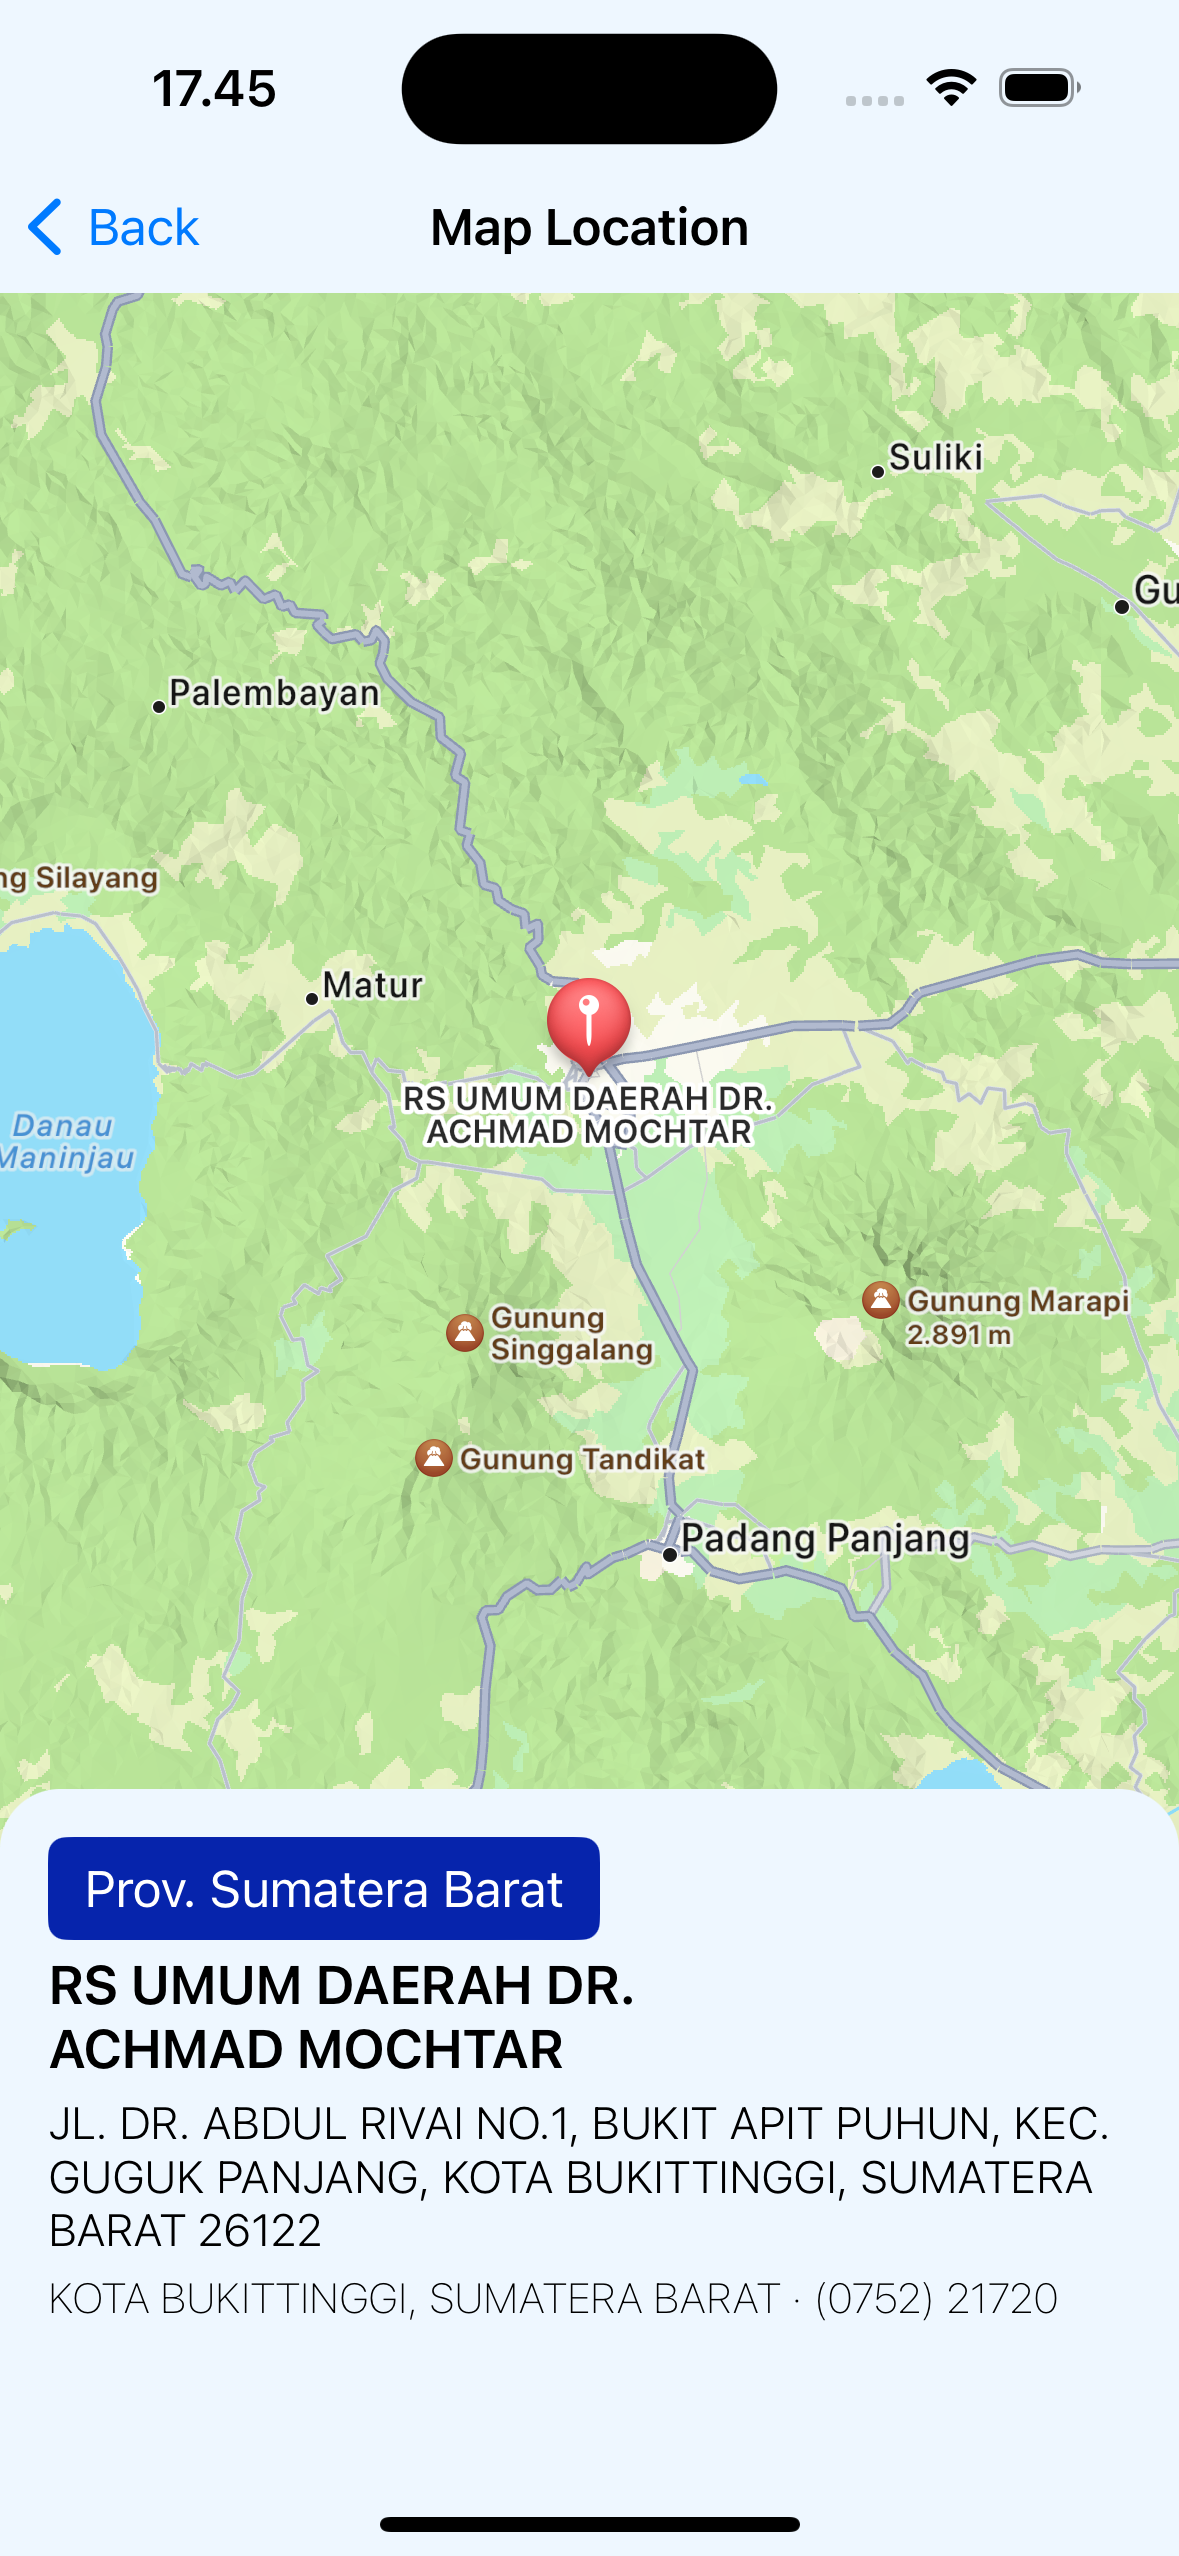 17.45
Back
Map Location
Suliki
Gu
Palembayan
ng Silayang
Matur
RS UMUM DAERAH DR.
ACHMAD MOCHTAR
Danau
Maninjau
Gunung Marapi
2.891 m
Gunung
Singgalang
Gunung Tandikat
Padang Panjang
Prov. Sumatera Barat
RS UMUM DAERAH DR.
ACHMAD MOCHTAR
JL. DR. ABDUL RIVAI NO.1, BUKIT APIT PUHUN, KEC.
GUGUK PANJANG, KOTA BUKITTINGGI, SUMATERA
BARAT 26122
KOTA BUKITTINGGI, SUMATERA BARAT · (0752) 21720